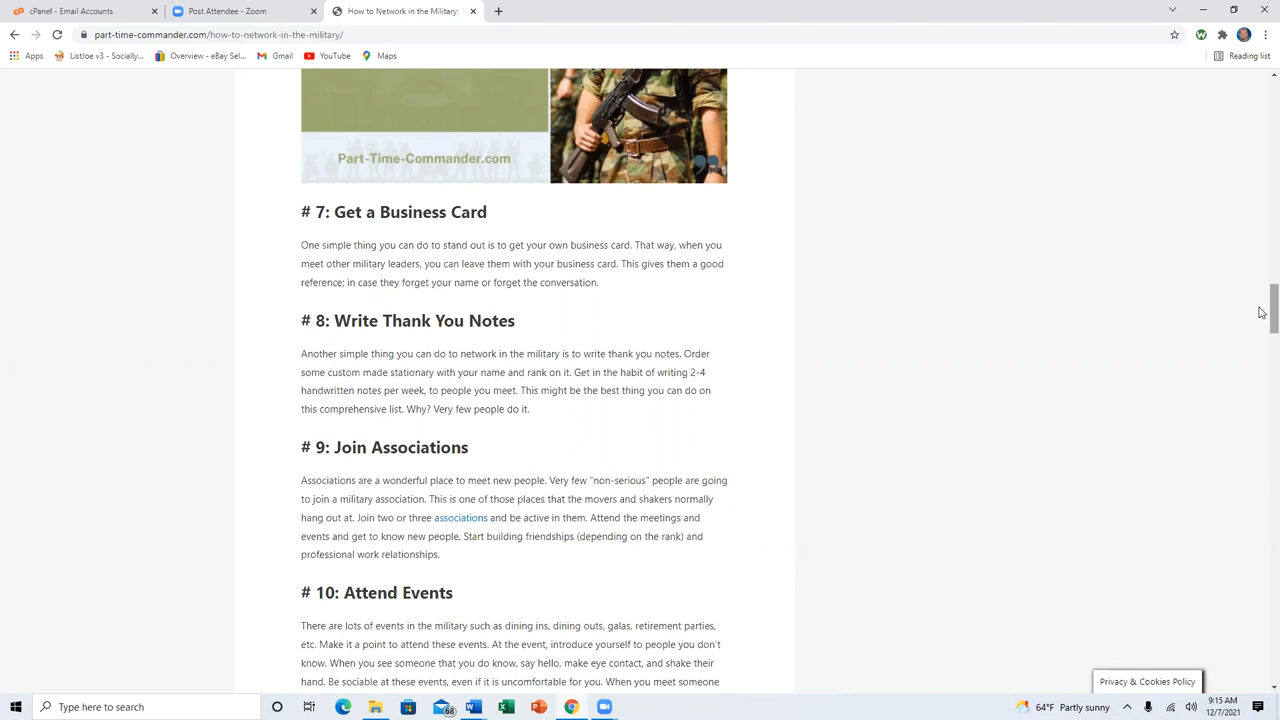 cPanel - Email Accounts
Post Attendee - Zoom
How to Network in the Military:
part-time-commander.com/how-to-network-in-the-military/
Apps
ListJoe v3 - Socially...
Overview - eBay Sel...
Gmail
YouTube
Maps
Reading list
Part-Time-Commander.com
# 7: Get a Business Card
One simple thing you can do to stand out is to get your own business card. That way, when you
meet other military leaders, you can leave them with your business card. This gives them a good
reference; in case they forget your name or forget the conversation.
# 8: Write Thank You Notes
Another simple thing you can do to network in the military is to write thank you notes. Order
some custom made stationary with your name and rank on it. Get in the habit of writing 2-4
handwritten notes per week, to people you meet. This might be the best thing you can do on
this comprehensive list. Why? Very few people do it.
# 9: Join Associations
Associations are a wonderful place to meet new people. Very few "non-serious" people are going
to join a military association. This is one of those places that the movers and shakers normally
hang out at. Join two or three associations and be active in them. Attend the meetings and
events and get to know new people. Start building friendships (depending on the rank) and
professional work relationships.
# 10: Attend Events
There are lots of events in the military such as dining ins, dining outs, galas, retirement parties,
etc. Make it a point to attend these events. At the event, introduce yourself to people you don't
know. When you see someone that you do know, say hello, make eye contact, and shake their
hand. Be sociable at these events, even if it is uncomfortable for you. When you meet someone
Privacy & Cookies Policy
Type here to search
68
64°F Partly sunny
9:15 AM
12/7/2021